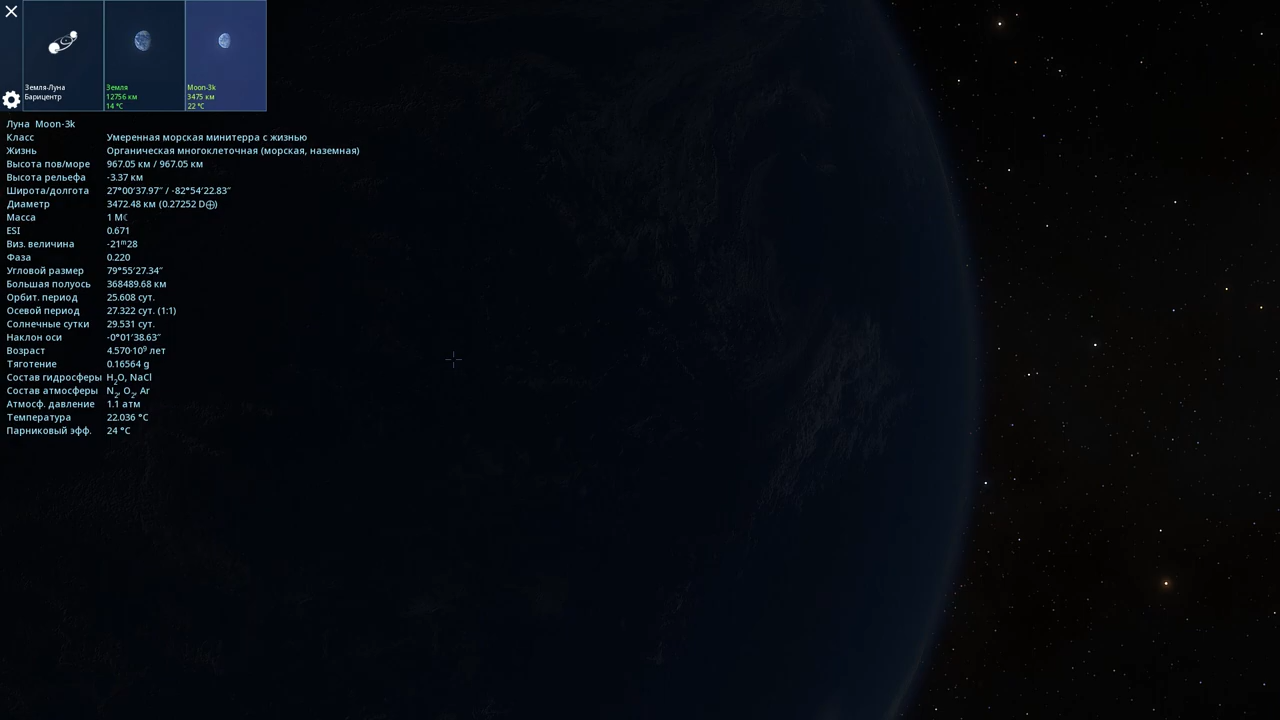 Земля-Луна
Барицентр
Земля
12756 км
14 °C
Moon-3k
3475 км
22 °C
Луна Moon-3k
Класс Умеренная морская минитерра с жизнью
Жизнь Органическая многоклеточная (морская, наземная)
Высота пов/море 967.05 км / 967.05 км
Высота рельефа -3.37 км
Широта/долгота 27°00′37.97″ / -82°54′22.83″
Диаметр 3472.48 км (0.27252 D⊕)
Масса 1 M☾
ESI 0.671
Виз. величина -21ᵐ28
Фаза 0.220
Угловой размер 79°55′27.34″
Большая полуось 368489.68 км
Орбит. период 25.608 сут.
Осевой период 27.322 сут. (1:1)
Солнечные сутки 29.531 сут.
Наклон оси -0°01′38.63″
Возраст 4.570·10⁹ лет
Тяготение 0.16564 g
Состав гидросферы H₂O, NaCl
Состав атмосферы N₂, O₂, Ar
Атмосф. давление 1.1 атм
Температура 22.036 °C
Парниковый эфф. 24 °C